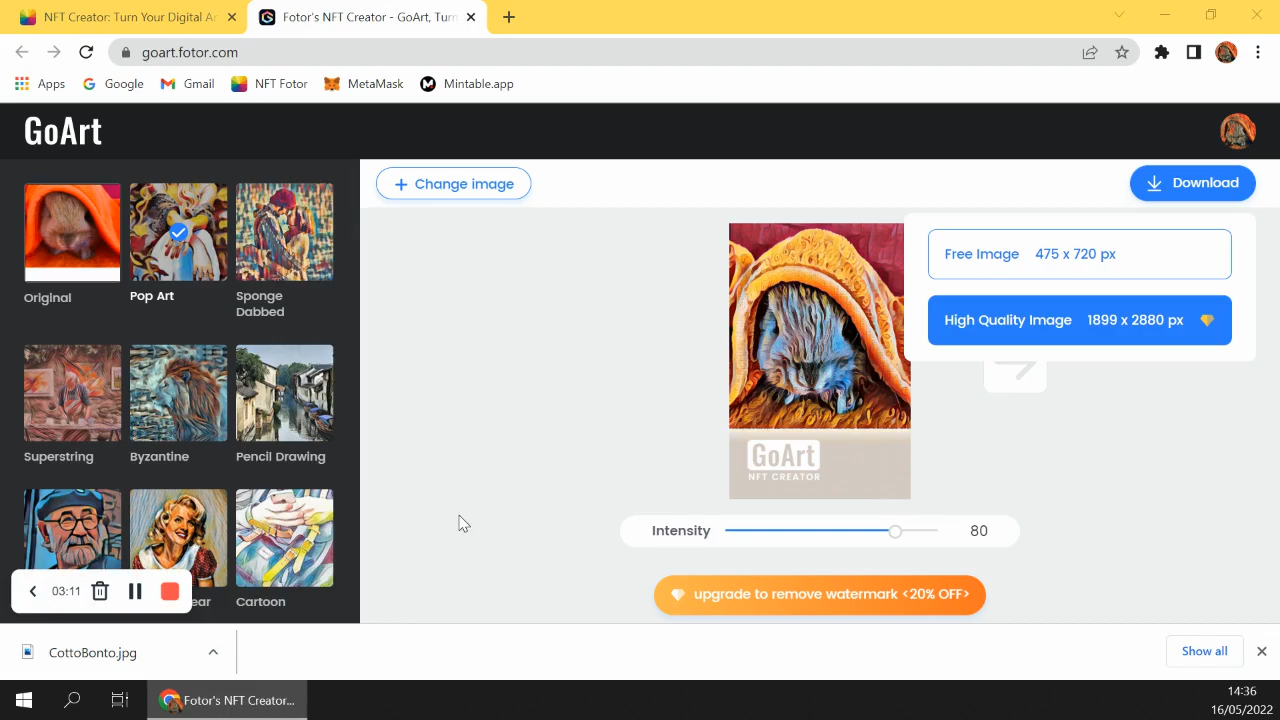 NFT Creator: Turn Your Digital Ar
Fotor's NFT Creator - GoArt, Turn
goart.fotor.com
Apps
Google
Gmail
NFT Fotor
MetaMask
Mintable.app
GoArt
Change image
Download
Free Image 475 x 720 px
High Quality Image 1899 x 2880 px
Original
Pop Art
Sponge
Dabbed
Superstring
Byzantine
Pencil Drawing
ear
Cartoon
GoArt
NFT CREATOR
Intensity 80
upgrade to remove watermark <20% OFF>
03:11
CottoBonto.jpg
Show all
Fotor's NFT Creator...
14:36
16/05/2022